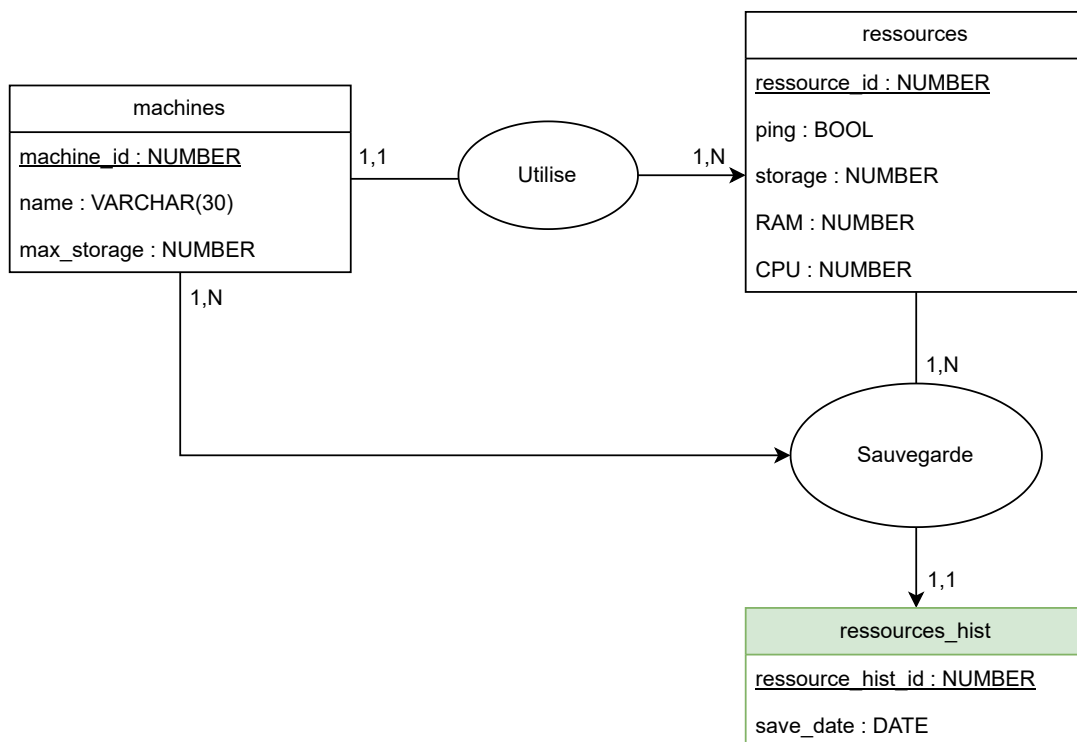 ressources
ressource_id : NUMBER
ping : BOOL
storage : NUMBER
RAM : NUMBER
CPU : NUMBER
machines
machine_id : NUMBER
name : VARCHAR(30)
max_storage : NUMBER
1,1
Utilise
1,N
1,N
1,N
Sauvegarde
1,1
ressources_hist
ressource_hist_id : NUMBER
save_date : DATE